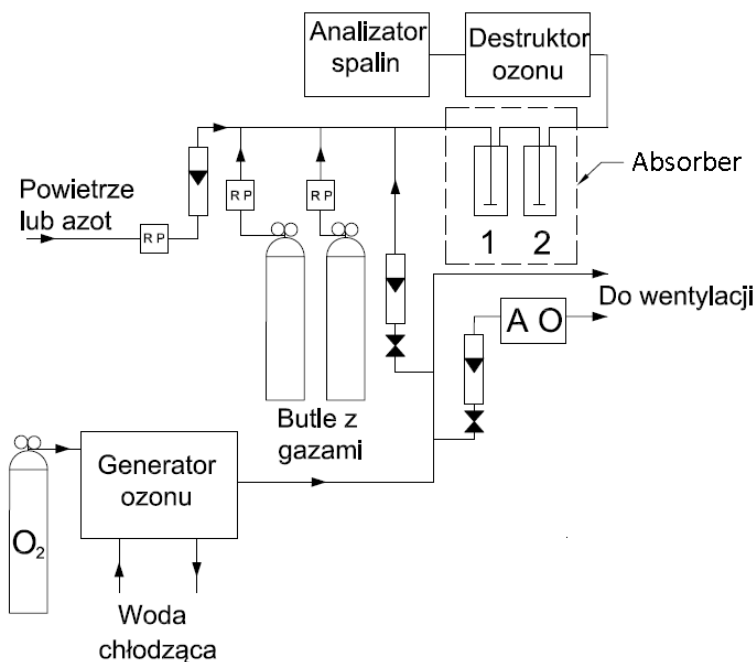 Analizator
spalin
Destruktor
ozonu
Absorber
Powietrze
lub azot
R P
R P
R P
1
2
Do wentylacji
A O
Butle z
gazami
Generator
ozonu
O2
Woda
chłodząca